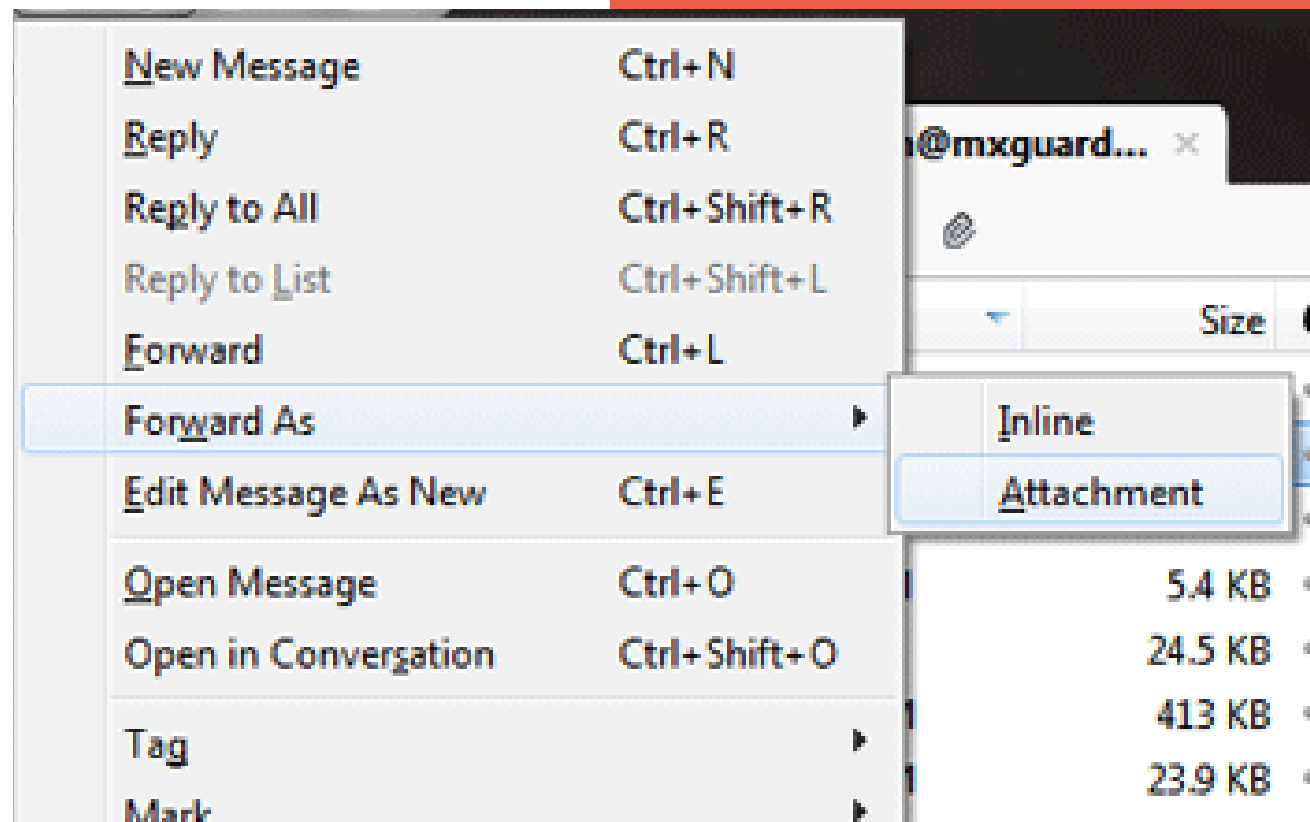 New Message Ctrl+N
Reply Ctrl+R
@mxguard...
Reply to All Ctrl+Shift+R
Reply to List Ctrl+Shift+L
Size
Forward Ctrl+L
Forward As
Inline
Edit Message As New Ctrl+E
Attachment
Open Message Ctrl+O
5.4 KB
Open in Conversation Ctrl+Shift+O
24.5 KB
413 KB
Tag
23.9 KB
Mark